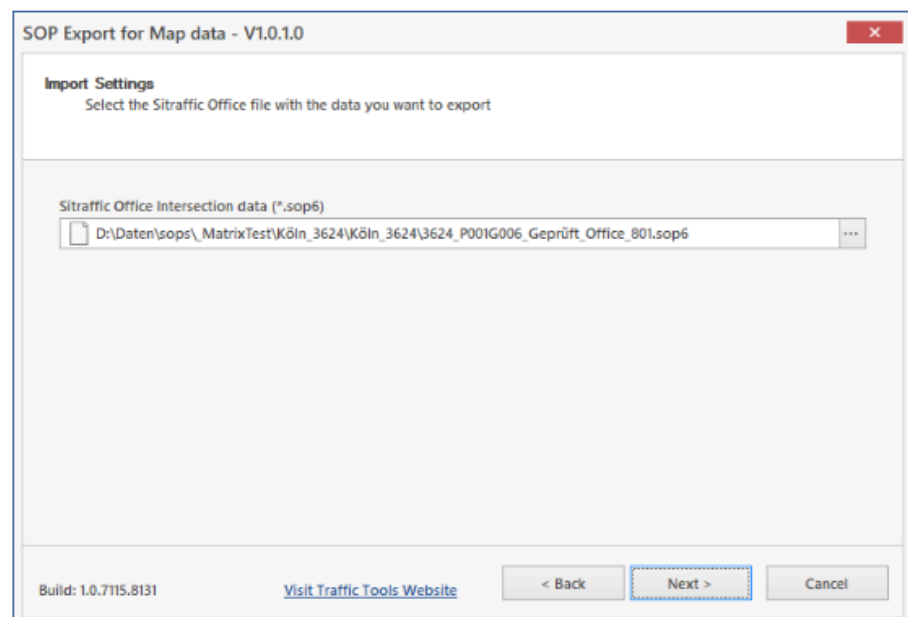 SOP Export for Map data - V1.0.1.0
Import Settings
Select the Sitraffic Office file with the data you want to export
Sitraffic Office Intersection data (*.sop6)
D:\Daten\sops\_MatrixTest\Köln_3624\Köln_3624\3624_P001G006_Geprüft_Office_801.sop6
...
Build: 1.0.7115.8131
Visit Traffic Tools Website
< Back
Next >
Cancel